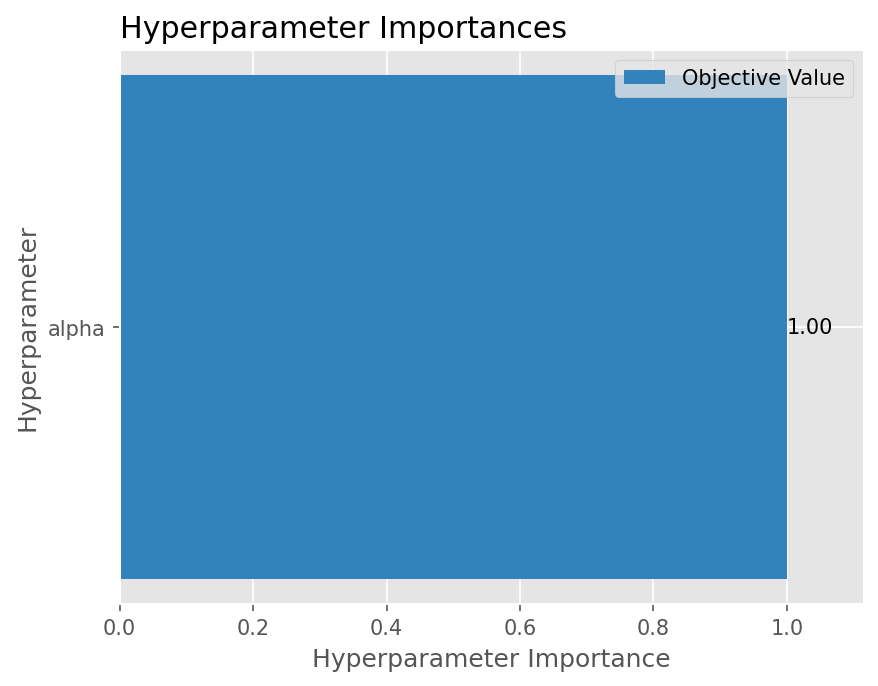 Hyperparameter Importances
Objective Value
Hyperparameter
alpha
1.00
0.0 0.2 0.4 0.6 0.8 1.0
Hyperparameter Importance